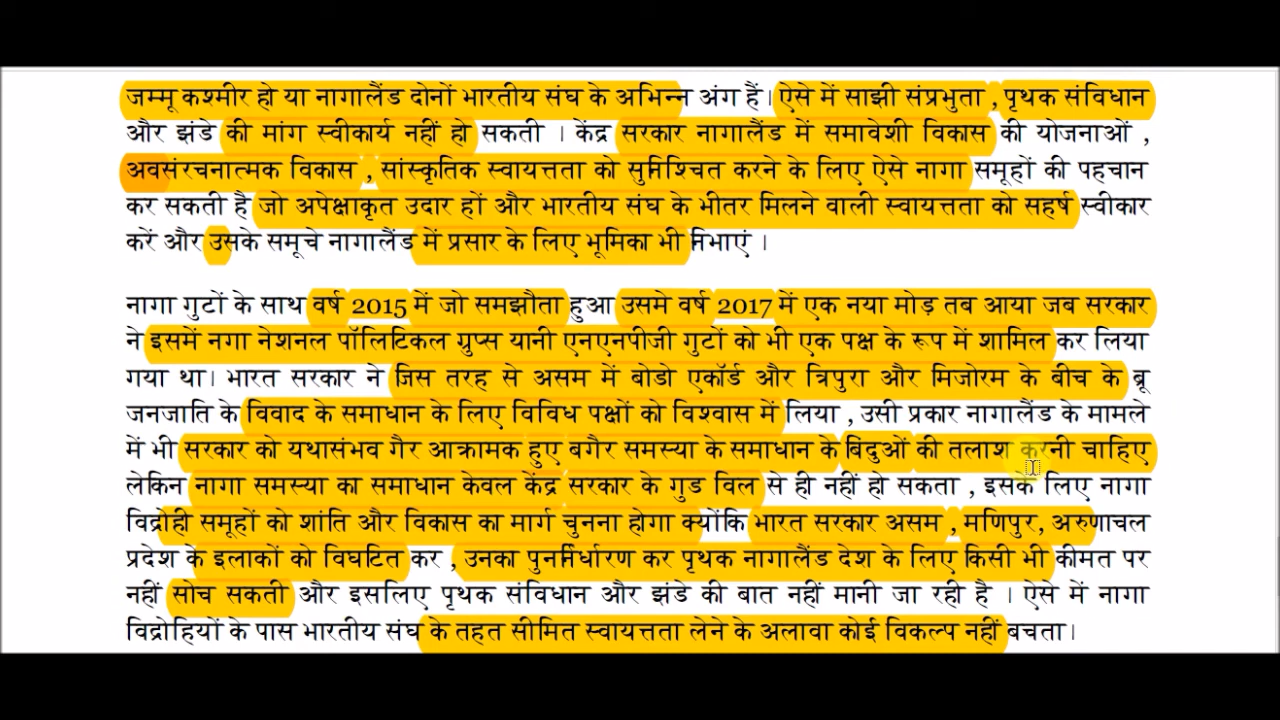 जम्मू कश्मीर हो या नागालैंड दोनों भारतीय संघ के अभिन्न अंग हैं। ऐसे में साझी संप्रभुता , पृथक संविधान
और झंडे की मांग स्वीकार्य नहीं हो सकती । केंद्र सरकार नागालैंड में समावेशी विकास की योजनाओं ,
अवसंरचनात्मक विकास , सांस्कृतिक स्वायत्तता को सुनिश्चित करने के लिए ऐसे नागा समूहों की पहचान
कर सकती है जो अपेक्षाकृत उदार हों और भारतीय संघ के भीतर मिलने वाली स्वायत्तता को सहर्ष स्वीकार
करें और उसके समूचे नागालैंड में प्रसार के लिए भूमिका भी निभाएं ।
नागा गुटों के साथ वर्ष 2015 में जो समझौता हुआ उसमे वर्ष 2017 में एक नया मोड़ तब आया जब सरकार
ने इसमें नगा नेशनल पॉलिटिकल ग्रुप्स यानी एनएनपीजी गुटों को भी एक पक्ष के रूप में शामिल कर लिया
गया था। भारत सरकार ने जिस तरह से असम में बोडो एकॉर्ड और त्रिपुरा और मिजोरम के बीच के ब्रू
जनजाति के विवाद के समाधान के लिए विविध पक्षों को विश्वास में लिया , उसी प्रकार नागालैंड के मामले
में भी सरकार को यथासंभव गैर आक्रामक हुए बगैर समस्या के समाधान के बिदुओं की तलाश करनी चाहिए
लेकिन नागा समस्या का समाधान केवल केंद्र सरकार के गुड विल से ही नहीं हो सकता , इसके लिए नागा
विद्रोही समूहों को शांति और विकास का मार्ग चुनना होगा क्योंकि भारत सरकार असम , मणिपुर, अरुणाचल
प्रदेश के इलाकों को विघटित कर , उनका पुनर्निर्धारण कर पृथक नागालैंड देश के लिए किसी भी कीमत पर
नहीं सोच सकती और इसलिए पृथक संविधान और झंडे की बात नहीं मानी जा रही है । ऐसे में नागा
विद्रोहियों के पास भारतीय संघ के तहत सीमित स्वायत्तता लेने के अलावा कोई विकल्प नहीं बचता।